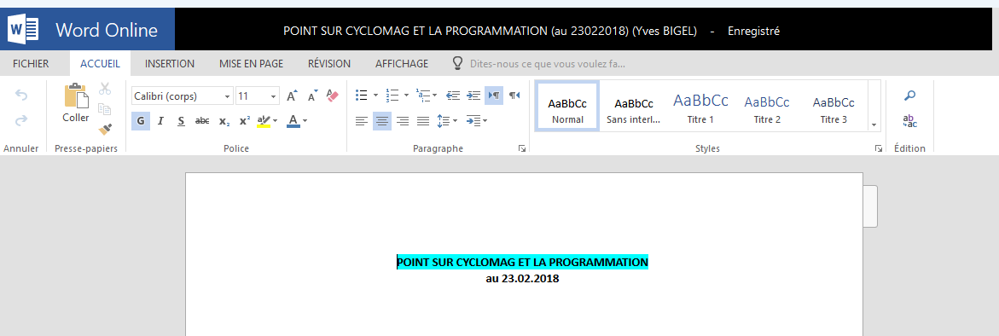 Word Online
POINT SUR CYCLOMAG ET LA PROGRAMMATION (au 23022018) (Yves BIGEL) - Enregistré
FICHIER ACCUEIL INSERTION MISE EN PAGE RÉVISION AFFICHAGE Dites-nous ce que vous voulez fa...
Coller
Calibri (corps) 11
G I S abc x₂ x² aby A
AaBbCc AaBbCc AaBbCc AaBbCc AaBbCc
Normal Sans interl... Titre 1 Titre 2 Titre 3
Annuler Presse-papiers Police Paragraphe Styles Édition
POINT SUR CYCLOMAG ET LA PROGRAMMATION
au 23.02.2018